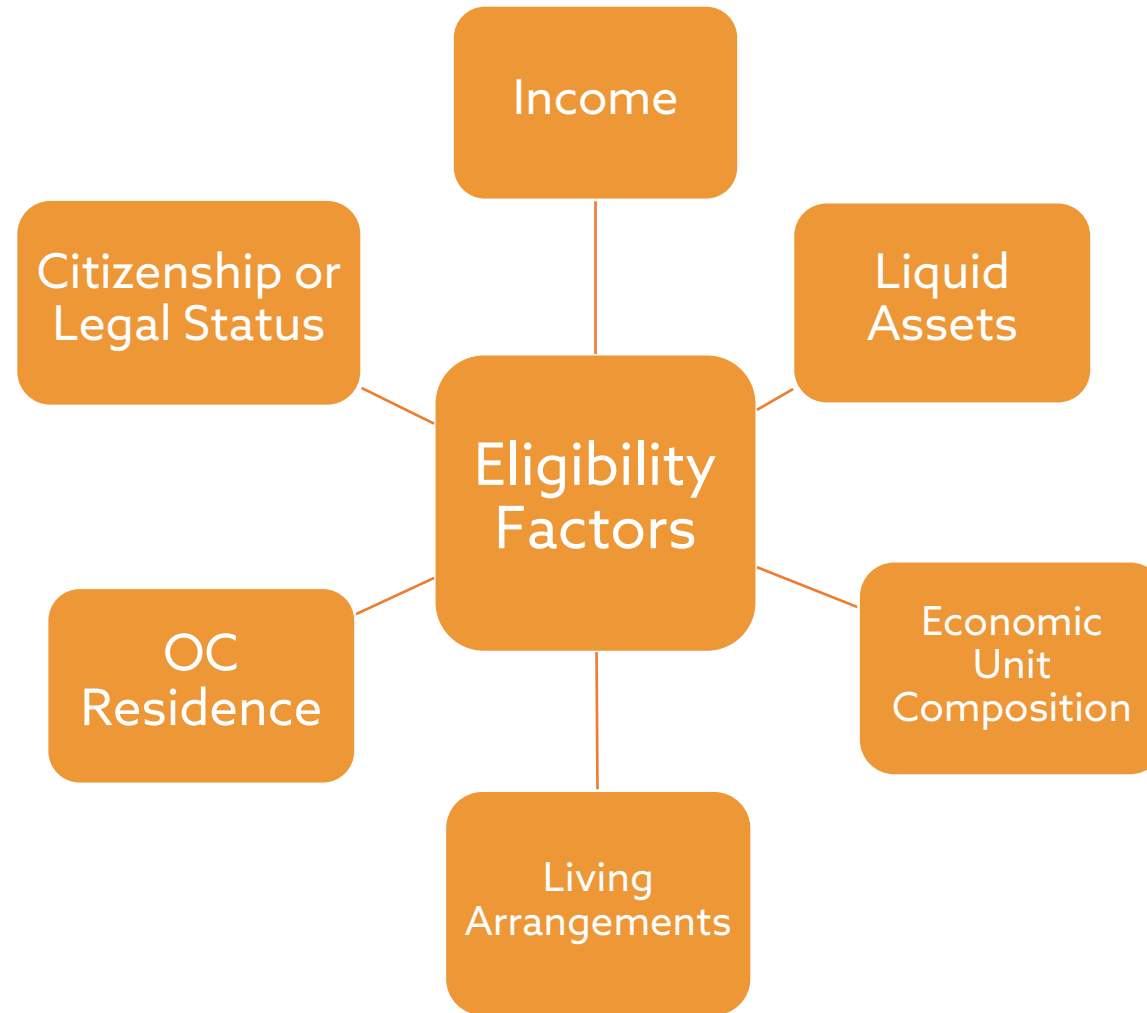 Income
Citizenship or
Legal Status
Liquid
Assets
Eligibility
Factors
OC
Residence
Economic
Unit
Composition
Living
Arrangements